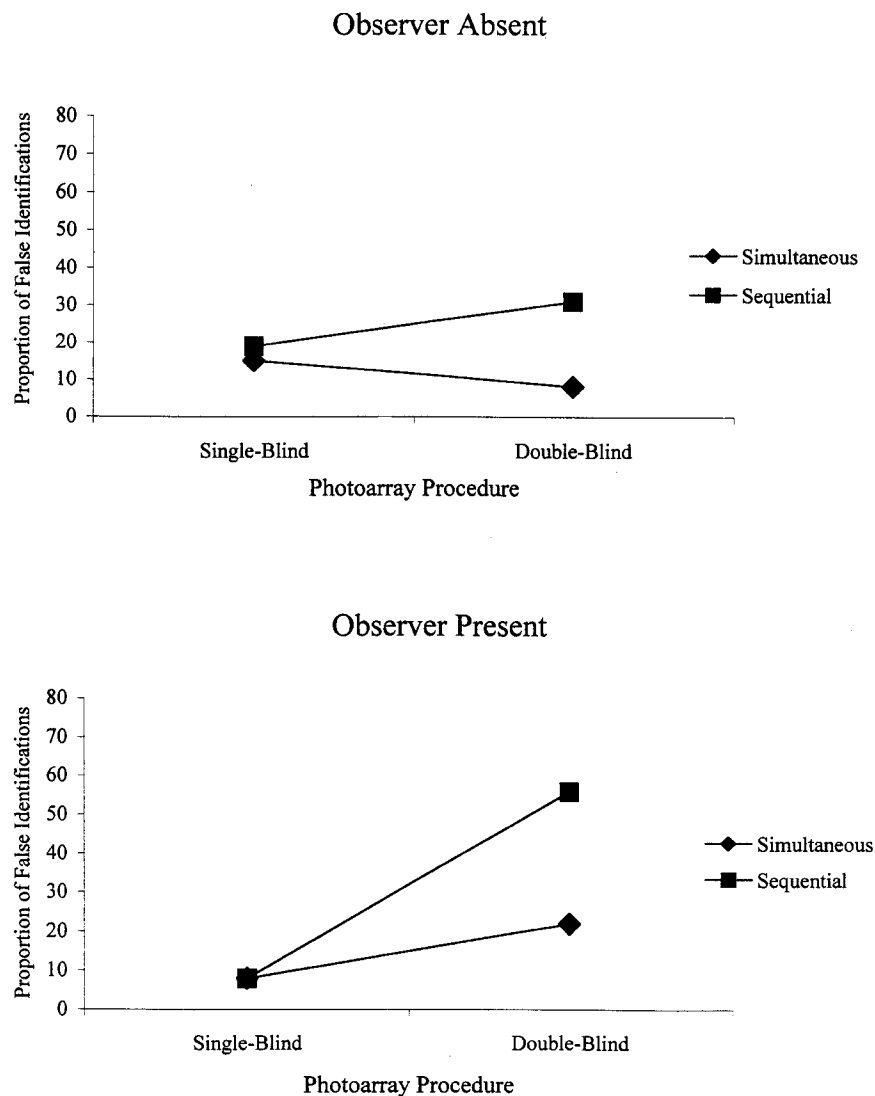 Observer Absent
Proportion of False Identifications
80
70
60
50
40
30
20
10
0
Single-Blind
Double-Blind
Photoarray Procedure
Simultaneous
Sequential
Observer Present
Proportion of False Identifications
80
70
60
50
40
30
20
10
0
Single-Blind
Double-Blind
Photoarray Procedure
Simultaneous
Sequential